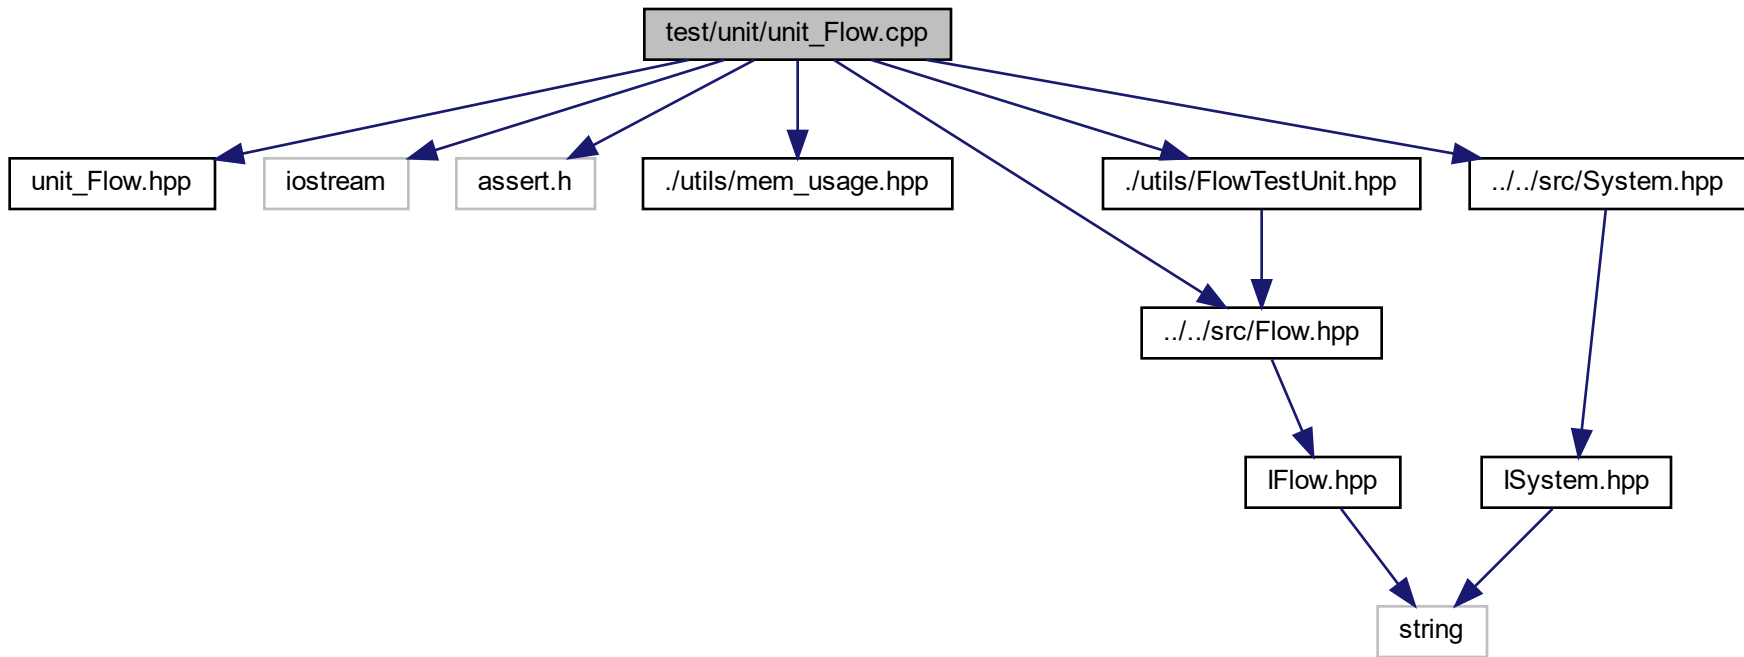 test/unit/unit_Flow.cpp
unit_Flow.hpp
iostream
assert.h
./utils/mem_usage.hpp
./utils/FlowTestUnit.hpp
../../src/System.hpp
../../src/Flow.hpp
IFlow.hpp
ISystem.hpp
string